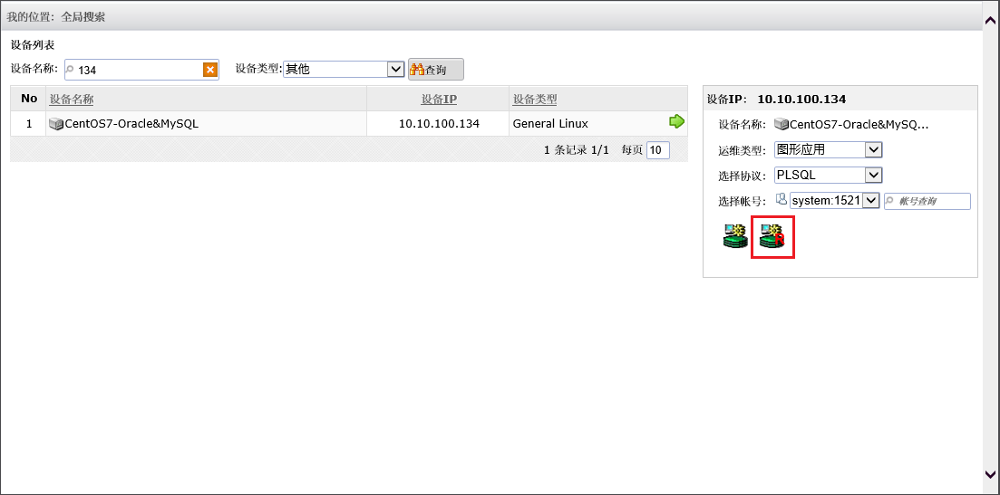 我的位置：全局搜索
设备列表
设备名称: 134 设备类型: 其他 查询
No 设备名称 设备IP 设备类型
1 CentOS7-Oracle&MySQL 10.10.100.134 General Linux
1 条记录 1/1 每页 10
设备IP: 10.10.100.134
设备名称: CentOS7-Oracle&MySQ...
运维类型: 图形应用
选择协议: PLSQL
选择帐号: system:1521 帐号查询
R